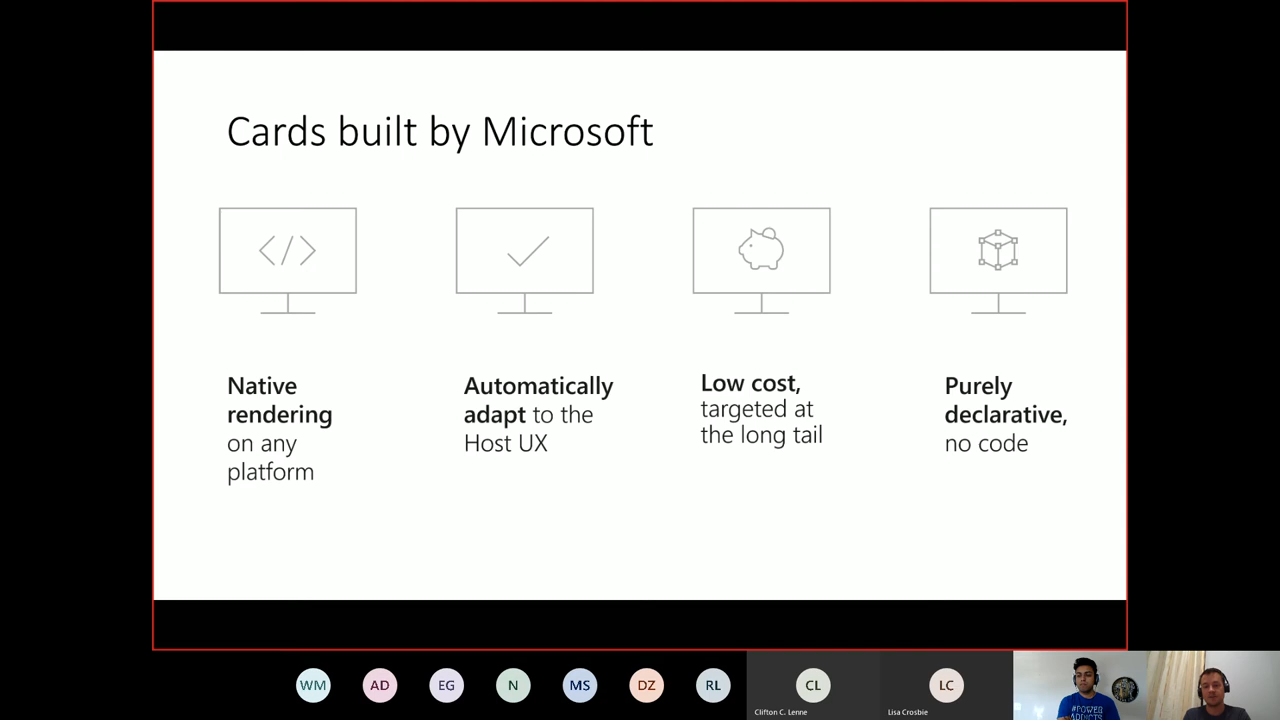 Cards built by Microsoft
</>
Native
rendering
on any
platform
Automatically
adapt to the
Host UX
Low cost,
targeted at
the long tail
Purely
declarative,
no code
WM
AD
EG
N
MS
DZ
RL
CL
Clifton C. Lenne
LC
Lisa Crosbie
#POWER
ADDICTS